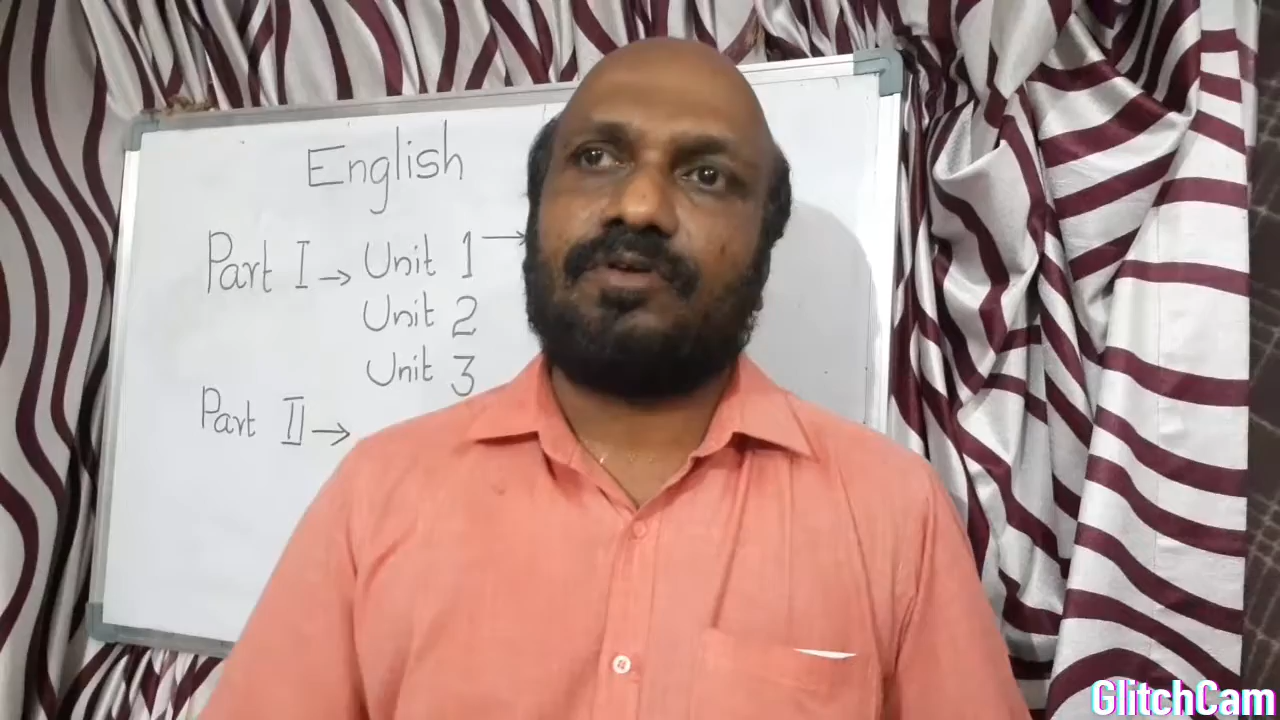 English
Part I → Unit 1 →
Unit 2
Unit 3
Part II →
GlitchCam